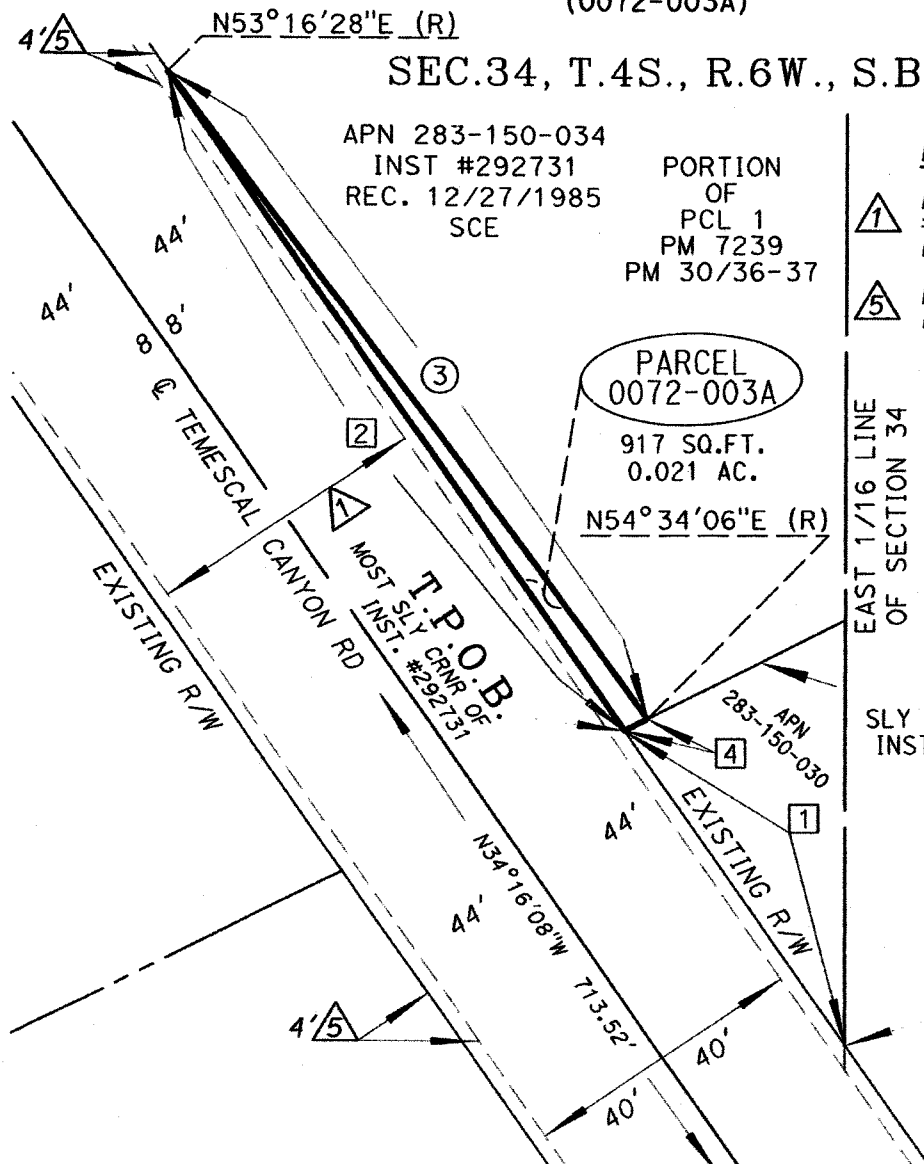 (0072-003A)
N53°16'28"E (R)
4' 5
SEC.34, T.4S., R.6W., S.B
APN 283-150-034
INST #292731
REC. 12/27/1985
SCE
PORTION
OF
PCL 1
PM 7239
PM 30/36-37
1
5
44'
44'
8 8'
℄ TEMESCAL
CANYON RD
3
2
1
PARCEL
0072-003A
917 SQ.FT.
0.021 AC.
N54°34'06"E (R)
EAST 1/16 LINE
OF SECTION 34
EXISTING R/W
T.P.O.B.
MOST SLY CRNR OF
INST. #292731
APN
283-150-030
SLY
INST
4
1
EXISTING R/W
44'
44'
N34°16'08"W 713.52'
4' 5
40'
40'